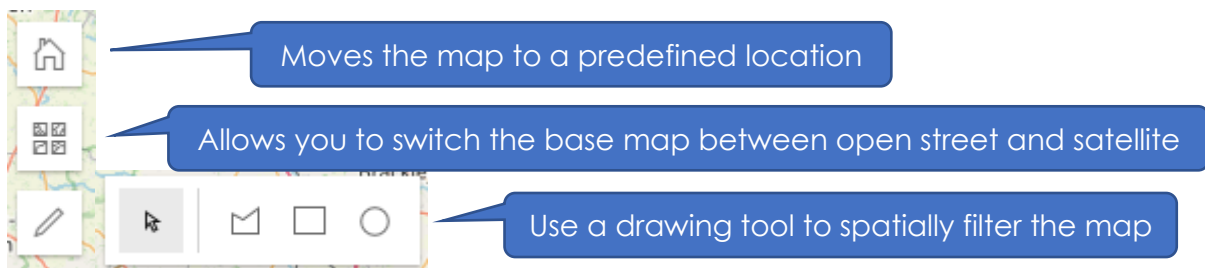 Moves the map to a predefined location
Allows you to switch the base map between open street and satellite
Use a drawing tool to spatially filter the map